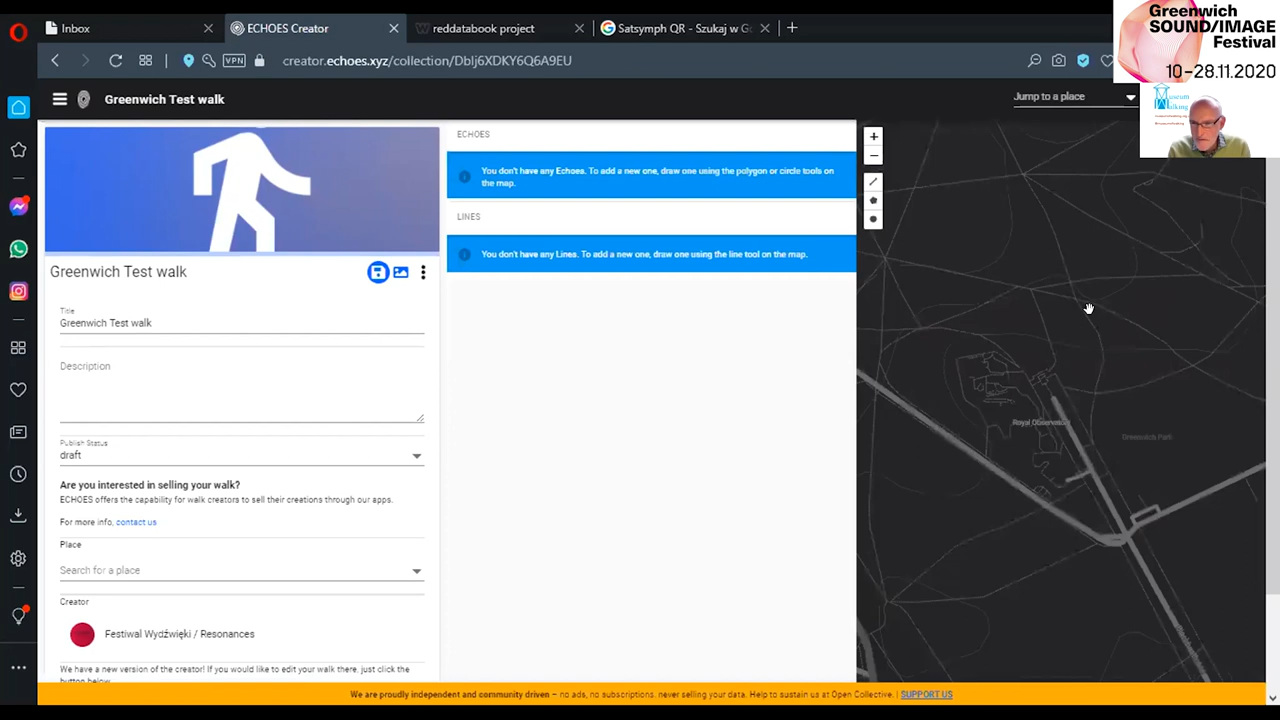 Inbox
ECHOES Creator
reddatabook project
Satsymph QR - Szukaj w Go
VPN
creator.echoes.xyz/collection/Dblj6XDKY6Q6A9EU
Greenwich
SOUND/IMAGE
Festival
10–28.11.2020
Museum
Walking
Greenwich Test walk
Jump to a place
ECHOES
You don't have any Echoes. To add a new one, draw one using the polygon or circle tools on
the map.
LINES
You don't have any Lines. To add a new one, draw one using the line tool on the map.
Greenwich Test walk
Title
Greenwich Test walk
Description
Publish Status
draft
Are you interested in selling your walk?
ECHOES offers the capability for walk creators to sell their creations through our apps.
For more info, contact us
Place
Search for a place
Creator
Festiwal Wydźwięki / Resonances
We have a new version of the creator! If you would like to edit your walk there, just click the
button below
+
−
Royal Observatory
Greenwich Park
We are proudly independent and community driven – no ads, no subscriptions, never selling your data. Help to sustain us at Open Collective. | SUPPORT US